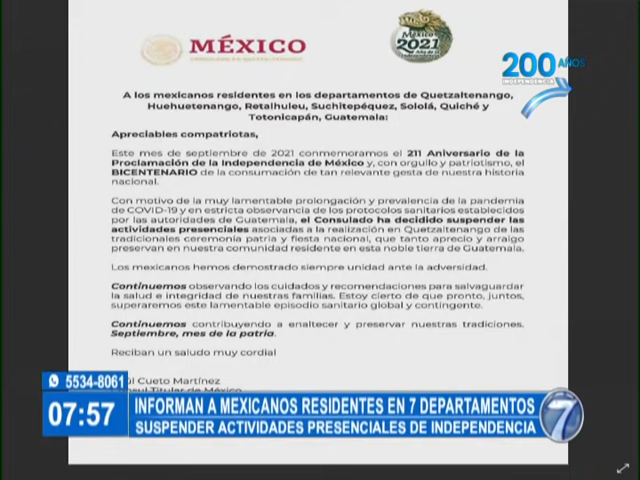 MÉXICO
México
2021
200 AÑOS
INDEPENDENCIA
A los mexicanos residentes en los departamentos de Quetzaltenango,
Huehuetenango, Retalhuleu, Suchitepéquez, Sololá, Quiché y
Totonicapán, Guatemala:
Apreciables compatriotas,
Este mes de septiembre de 2021 conmemoramos el 211 Aniversario de la
Proclamación de la Independencia de México y, con orgullo y patriotismo, el
BICENTENARIO de la consumación de tan relevante gesta de nuestra historia
nacional.
Con motivo de la muy lamentable prolongación y prevalencia de la pandemia
de COVID-19 y en estricta observancia de los protocolos sanitarios establecidos
por las autoridades de Guatemala, el Consulado ha decidido suspender las
actividades presenciales asociadas a la realización en Quetzaltenango de las
tradicionales ceremonia patria y fiesta nacional, que tanto aprecio y arraigo
preservan en nuestra comunidad residente en esta noble tierra de Guatemala.
Los mexicanos hemos demostrado siempre unidad ante la adversidad.
Continuemos observando los cuidados y recomendaciones para salvaguardar
la salud e integridad de nuestras familias. Estoy cierto de que pronto, juntos,
superaremos este lamentable episodio sanitario global y contingente.
Continuemos contribuyendo a enaltecer y preservar nuestras tradiciones.
Septiembre, mes de la patria.
Reciban un saludo muy cordial
Cueto Martínez
Titular de México
5534-8061
07:57
INFORMAN A MEXICANOS RESIDENTES EN 7 DEPARTAMENTOS
SUSPENDER ACTIVIDADES PRESENCIALES DE INDEPENDENCIA
7